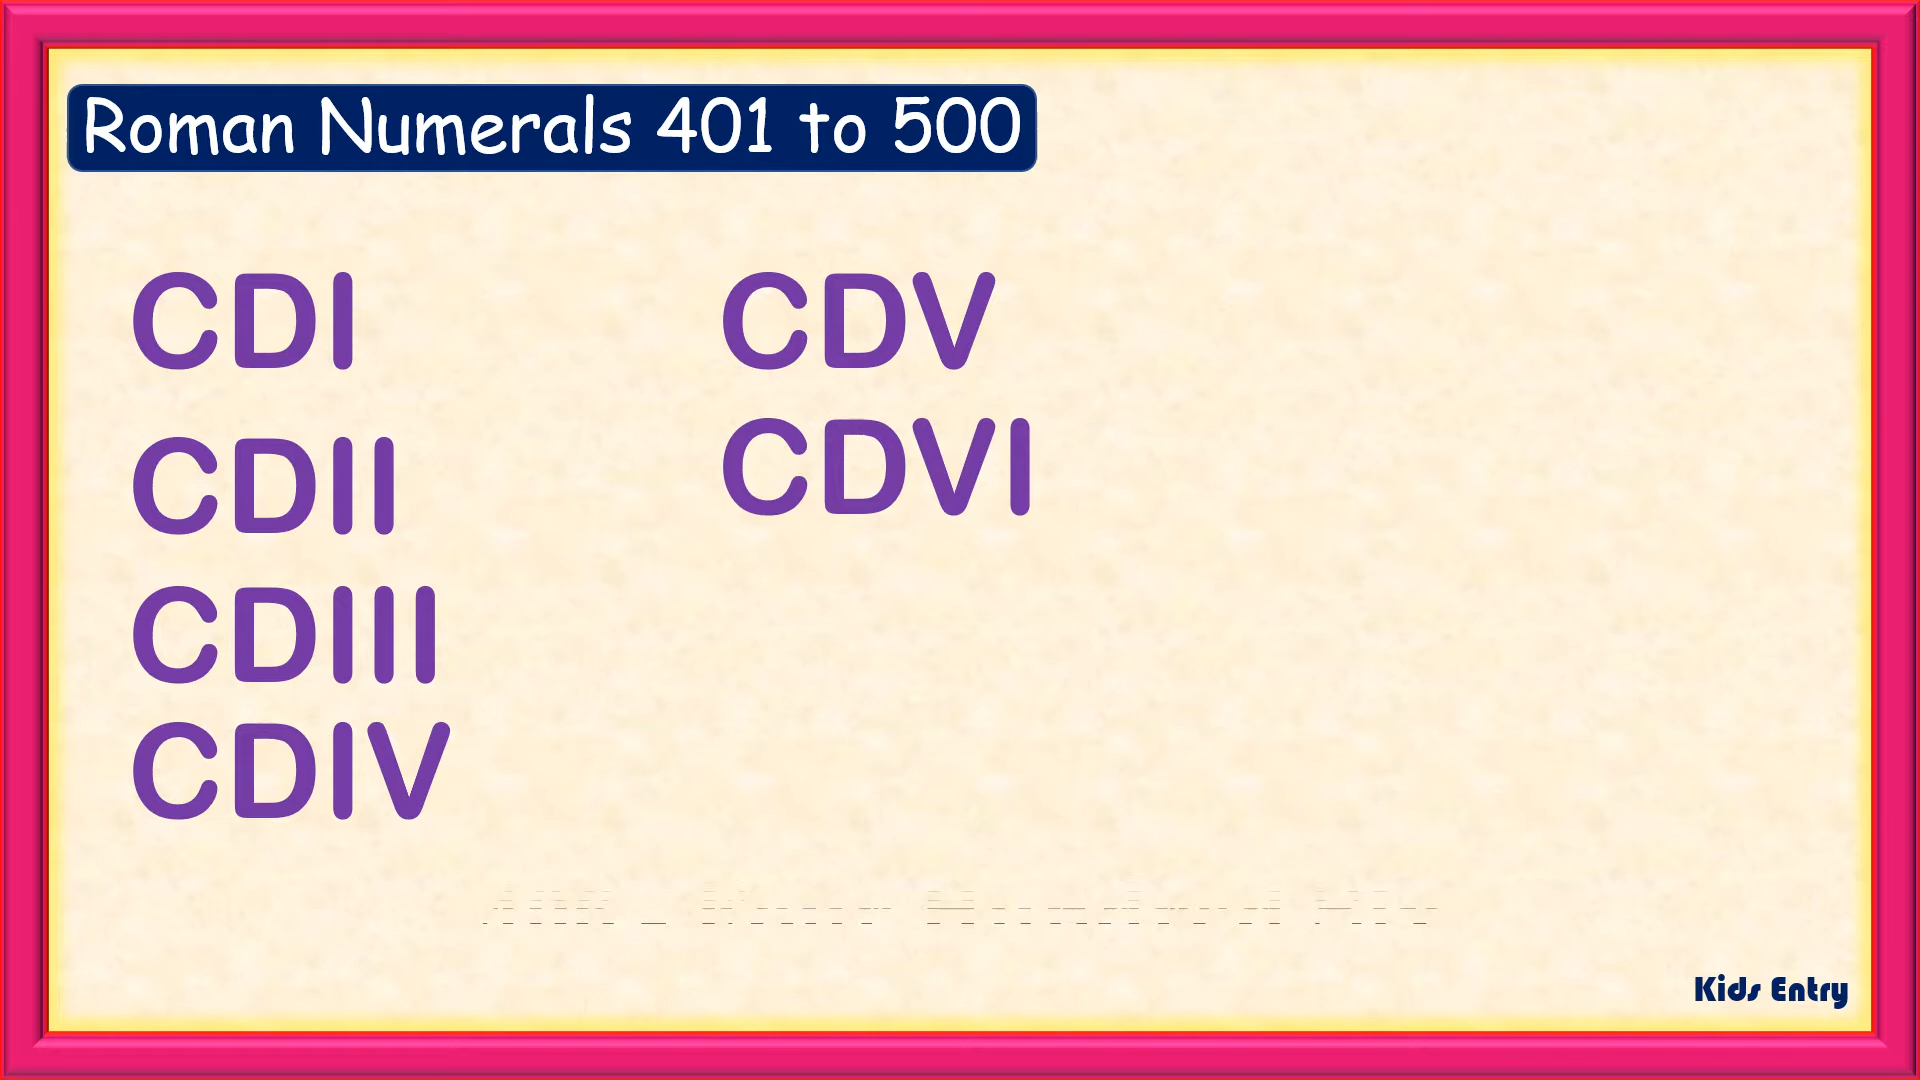 Roman Numerals 401 to 500
CDI
CDII
CDIII
CDIV
CDV
CDVI
Kids Entry